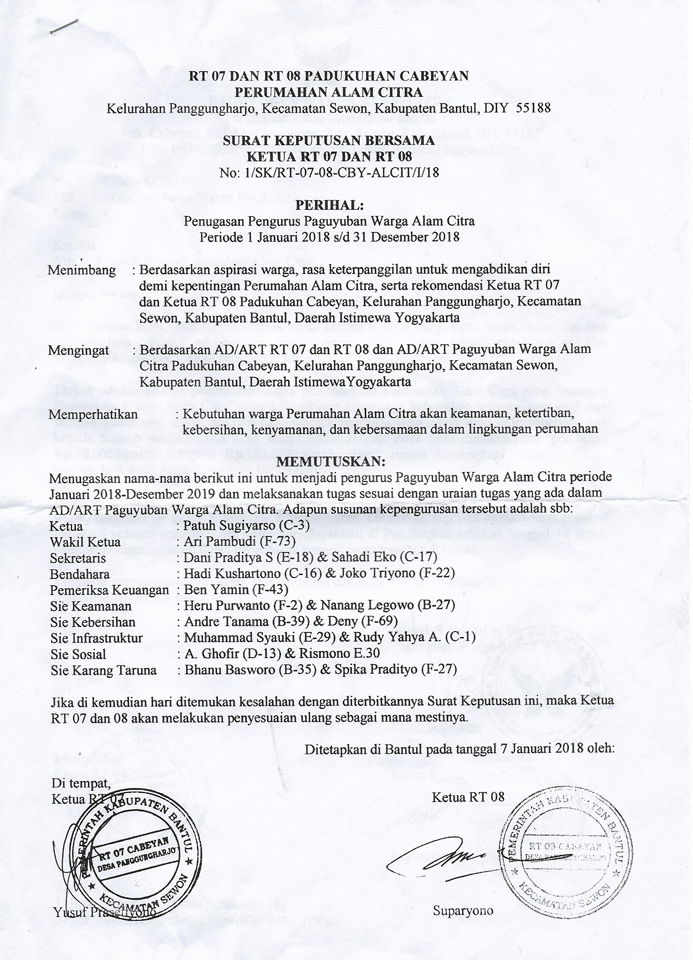 RT 07 DAN RT 08 PADUKUHAN CABEYAN
PERUMAHAN ALAM CITRA
Kelurahan Panggungharjo, Kecamatan Sewon, Kabupaten Bantul, DIY 55188
SURAT KEPUTUSAN BERSAMA
KETUA RT 07 DAN RT 08
No: 1/SK/RT-07-08-CBY-ALCIT/I/18
PERIHAL:
Penugasan Pengurus Paguyuban Warga Alam Citra
Periode 1 Januari 2018 s/d 31 Desember 2018
Menimbang : Berdasarkan aspirasi warga, rasa keterpanggilan untuk mengabdikan diri
demi kepentingan Perumahan Alam Citra, serta rekomendasi Ketua RT 07
dan Ketua RT 08 Padukuhan Cabeyan, Kelurahan Panggungharjo, Kecamatan
Sewon, Kabupaten Bantul, Daerah Istimewa Yogyakarta
Mengingat : Berdasarkan AD/ART RT 07 dan RT 08 dan AD/ART Paguyuban Warga Alam
Citra Padukuhan Cabeyan, Kelurahan Panggungharjo, Kecamatan Sewon,
Kabupaten Bantul, Daerah IstimewaYogyakarta
Memperhatikan : Kebutuhan warga Perumahan Alam Citra akan keamanan, ketertiban,
kebersihan, kenyamanan, dan kebersamaan dalam lingkungan perumahan
MEMUTUSKAN:
Menugaskan nama-nama berikut ini untuk menjadi pengurus Paguyuban Warga Alam Citra periode
Januari 2018-Desember 2019 dan melaksanakan tugas sesuai dengan uraian tugas yang ada dalam
AD/ART Paguyuban Warga Alam Citra. Adapun susunan kepengurusan tersebut adalah sbb:
Ketua : Patuh Sugiyarso (C-3)
Wakil Ketua : Ari Pambudi (F-73)
Sekretaris : Dani Praditya S (E-18) & Sahadi Eko (C-17)
Bendahara : Hadi Kushartono (C-16) & Joko Triyono (F-22)
Pemeriksa Keuangan : Ben Yamin (F-43)
Sie Keamanan : Heru Purwanto (F-2) & Nanang Legowo (B-27)
Sie Kebersihan : Andre Tanama (B-39) & Deny (F-69)
Sie Infrastruktur : Muhammad Syauki (E-29) & Rudy Yahya A. (C-1)
Sie Sosial : A. Ghofir (D-13) & Rismono E.30
Sie Karang Taruna : Bhanu Basworo (B-35) & Spika Pradityo (F-27)
Jika di kemudian hari ditemukan kesalahan dengan diterbitkannya Surat Keputusan ini, maka Ketua
RT 07 dan 08 akan melakukan penyesuaian ulang sebagai mana mestinya.
Ditetapkan di Bantul pada tanggal 7 Januari 2018 oleh:
Di tempat,
Ketua RT 07
PEMERINTAH KABUPATEN BANTUL
RT 07 CABEYAN
DESA PANGGUNGHARJO
KECAMATAN SEWON
Yusuf Prasetiyono
Ketua RT 08
PEMERINTAH KABUPATEN BANTUL
CABEYAN
DESA PANGGUNGHARJO
KECAMATAN SEWON
Suparyono